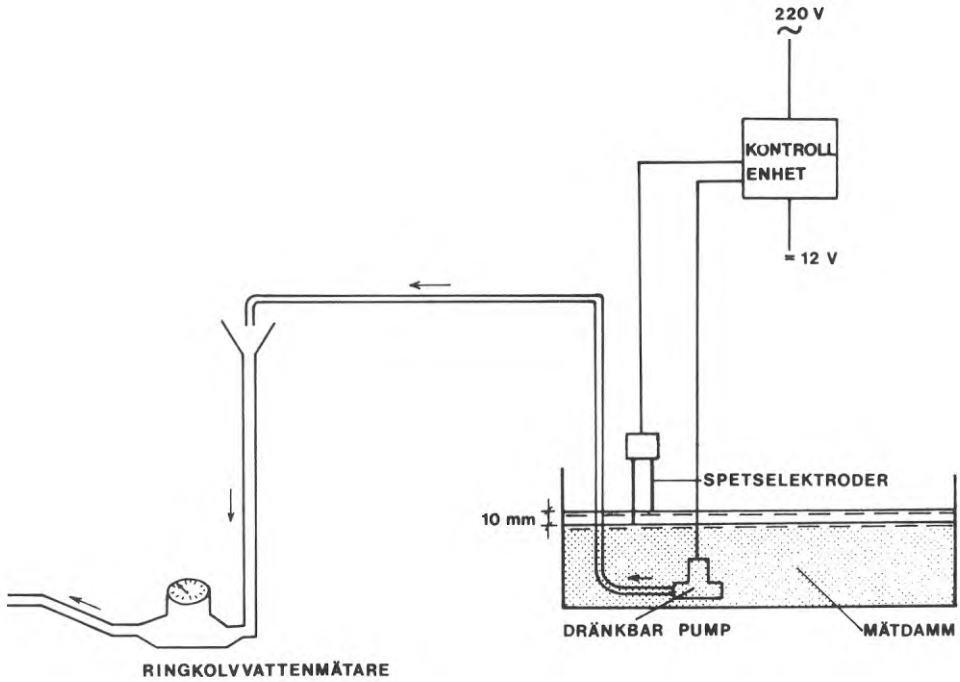 220 V
~
KONTROLL
ENHET
= 12 V
SPETSELEKTRODER
10 mm
DRÄNKBAR PUMP
MÄTDAMM
RINGKOLVVATTENMÄTARE